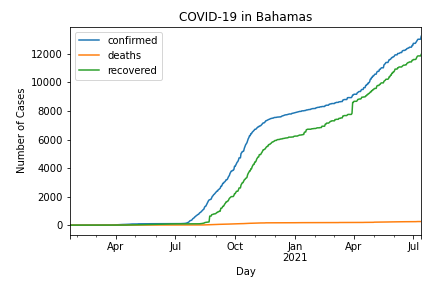 COVID-19 in Bahamas
confirmed
deaths
recovered
Number of Cases
12000
10000
8000
6000
4000
2000
0
Apr Jul Oct Jan Apr Jul
2021
Day